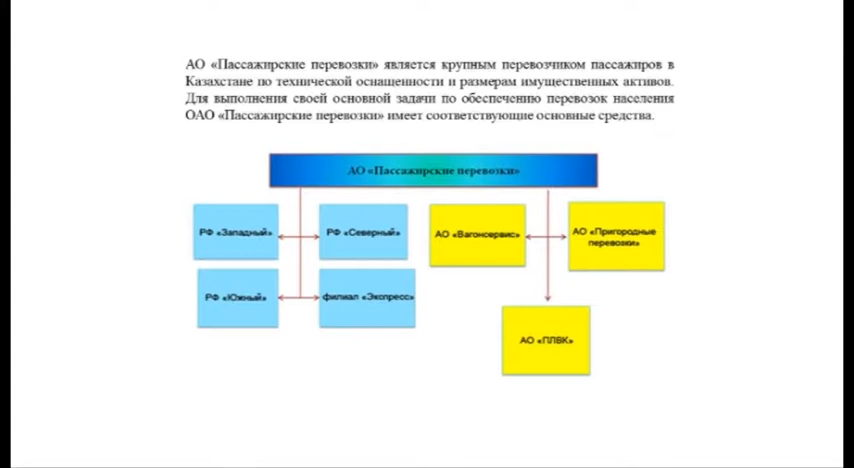 АО «Пассажирские перевозки» является крупным перевозчиком пассажиров в
Казахстане по технической оснащенности и размерам имущественных активов.
Для выполнения своей основной задачи по обеспечению перевозок населения
ОАО «Пассажирские перевозки» имеет соответствующие основные средства.
АО «Пассажирские перевозки»
РФ «Западный»
РФ «Северный»
АО «Вагонсервис»
АО «Пригородные
перевозки»
РФ «Южный»
филиал «Экспресс»
АО «ПЛВК»